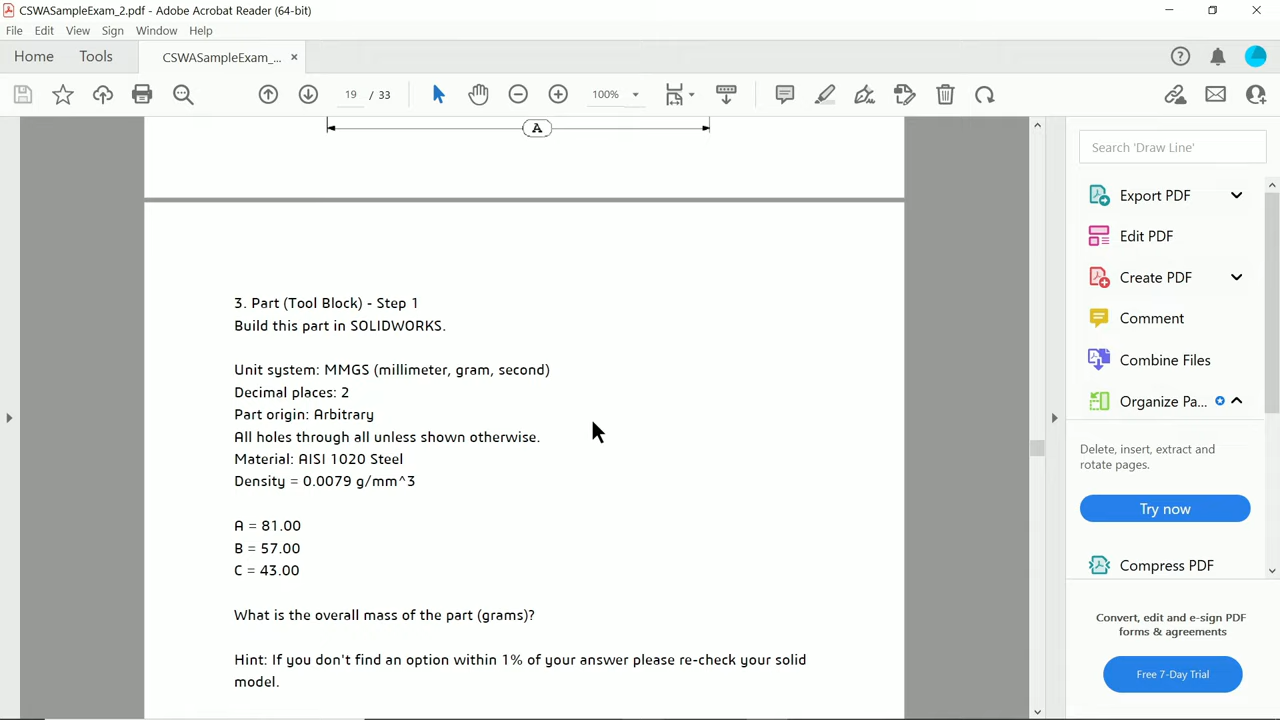 CSWASampleExam_2.pdf - Adobe Acrobat Reader (64-bit)
File Edit View Sign Window Help
Home Tools CSWASampleExam_... ×
19 / 33 100%
Search 'Draw Line'
A
Export PDF
Edit PDF
Create PDF
Comment
Combine Files
Organize Pa...
Delete, insert, extract and
rotate pages.
Try now
Compress PDF
Convert, edit and e-sign PDF
forms & agreements
Free 7-Day Trial
3. Part (Tool Block) - Step 1
Build this part in SOLIDWORKS.
Unit system: MMGS (millimeter, gram, second)
Decimal places: 2
Part origin: Arbitrary
All holes through all unless shown otherwise.
Material: AISI 1020 Steel
Density = 0.0079 g/mm^3
A = 81.00
B = 57.00
C = 43.00
What is the overall mass of the part (grams)?
Hint: If you don't find an option within 1% of your answer please re-check your solid
model.